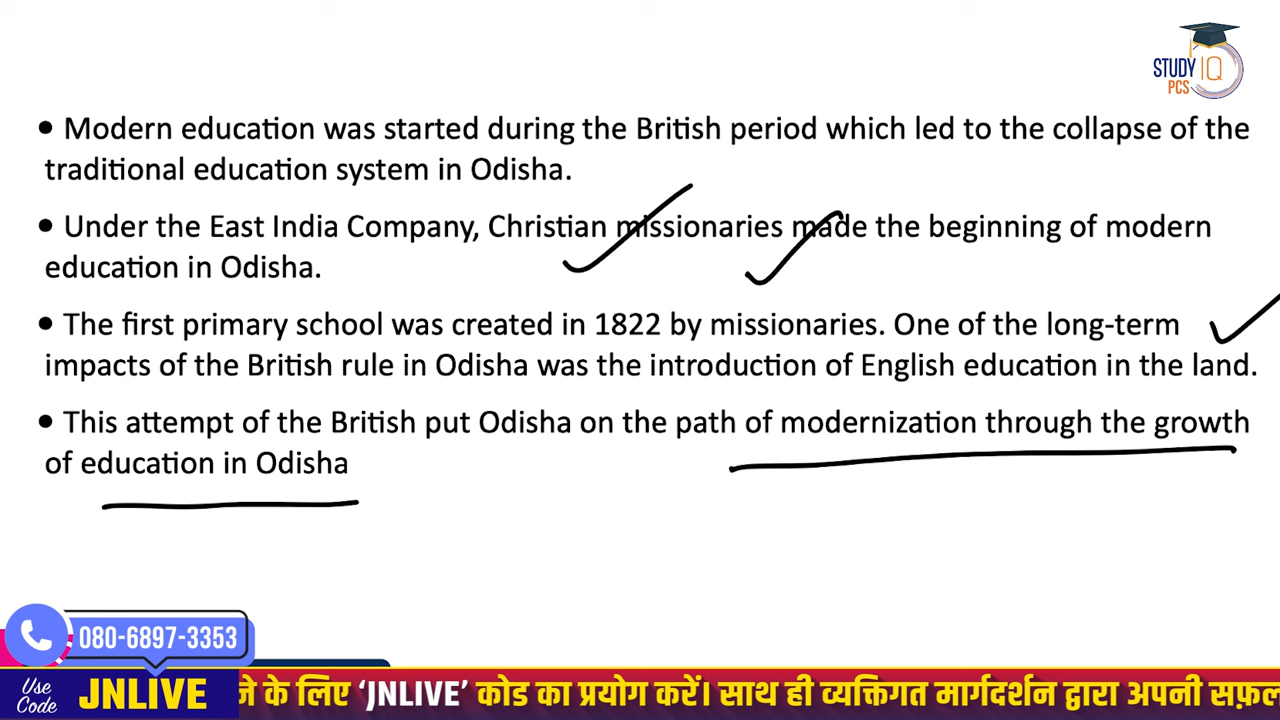 STUDY IQ
PCS
• Modern education was started during the British period which led to the collapse of the
traditional education system in Odisha.
• Under the East India Company, Christian missionaries made the beginning of modern
education in Odisha.
• The first primary school was created in 1822 by missionaries. One of the long-term
impacts of the British rule in Odisha was the introduction of English education in the land.
• This attempt of the British put Odisha on the path of modernization through the growth
of education in Odisha
080-6897-3353
Use
Code
JNLIVE
के लिए ‘JNLIVE’ कोड का प्रयोग करें। साथ ही व्यक्तिगत मार्गदर्शन द्वारा अपनी